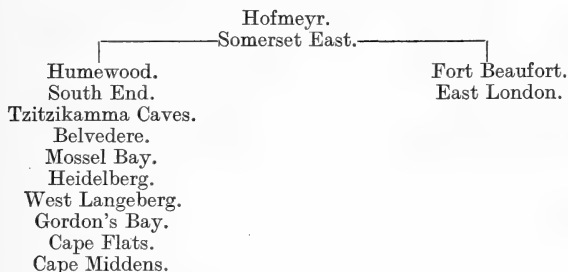 Hofmeyr.
Somerset East.
Humewood.
South End.
Tzitzikamma Caves.
Belvedere.
Mossel Bay.
Heidelberg.
West Langeberg.
Gordon's Bay.
Cape Flats.
Cape Middens.
Fort Beaufort.
East London.